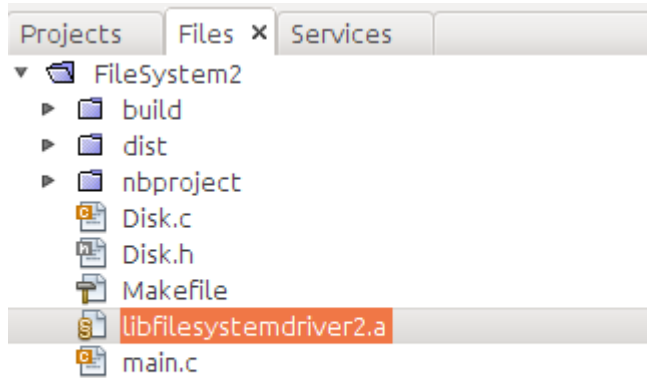 Projects Files × Services
FileSystem2
build
dist
nbproject
Disk.c
Disk.h
Makefile
libfilesystemdriver2.a
main.c